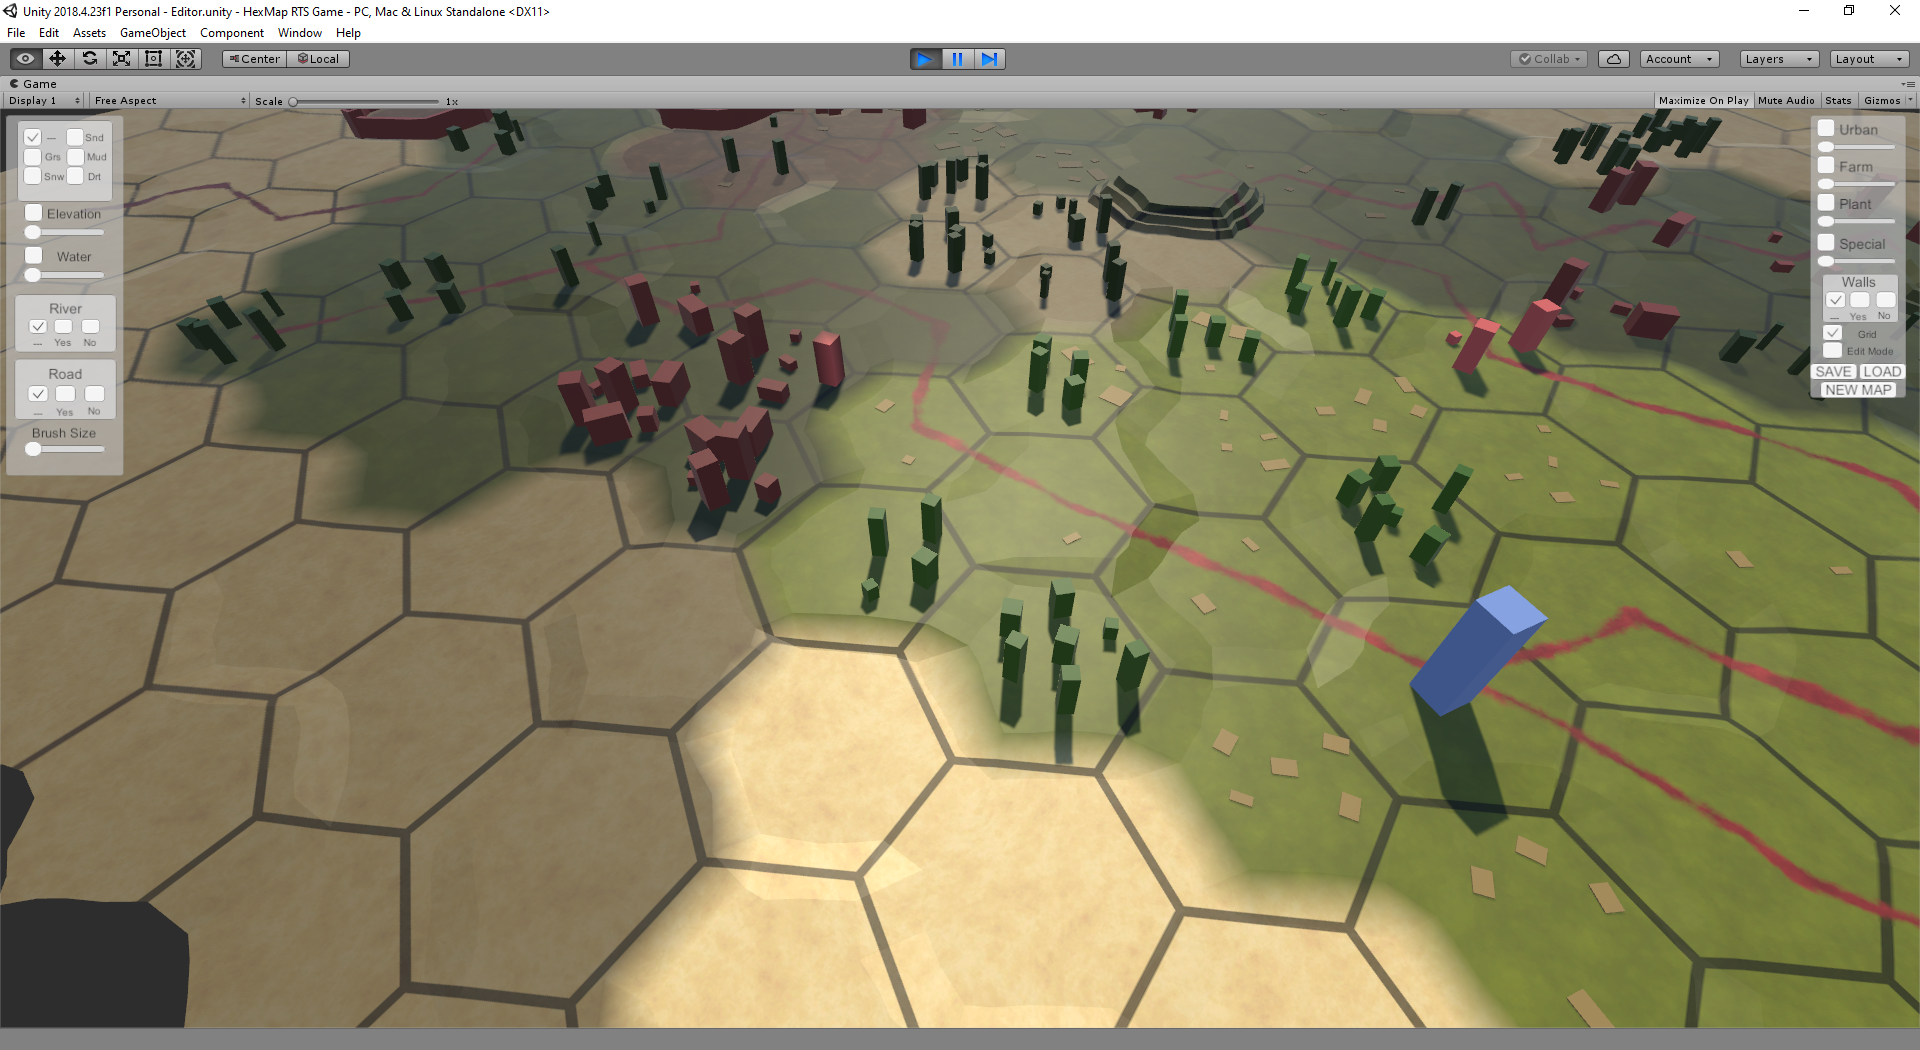 Unity 2018.4.23f1 Personal - Editor.unity - HexMap RTS Game - PC, Mac & Linux Standalone <DX11>
File Edit Assets GameObject Component Window Help
Center Local Collab Account Layers Layout
Game
Display 1 Free Aspect Scale 1x Maximize On Play Mute Audio Stats Gizmos
--- Snd
Grs Mud
Snw Drt
Elevation
Water
River
--- Yes No
Road
--- Yes No
Brush Size
Urban
Farm
Plant
Special
Walls
--- Yes No
Grid
Edit Mode
SAVE LOAD
NEW MAP